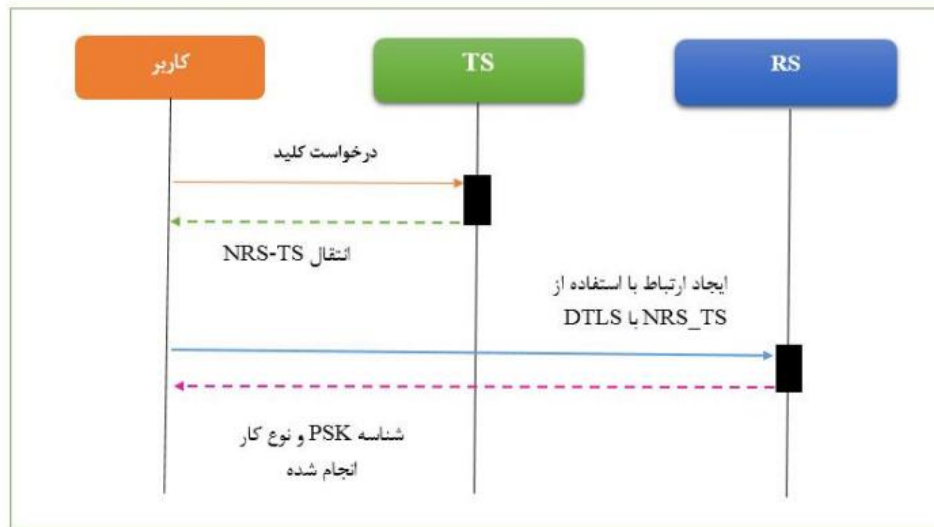 کاربر
TS
RS
درخواست کلید
انتقال NRS-TS
ایجاد ارتباط با استفاده از
NRS_TS با DTLS
شناسه PSK و نوع کار
انجام شده